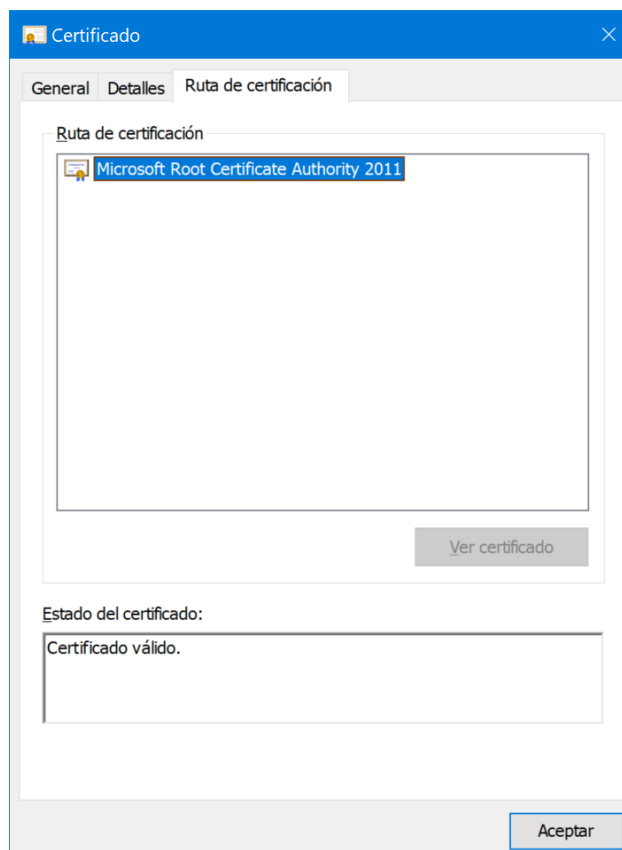 Certificado
General Detalles Ruta de certificación
Ruta de certificación
Microsoft Root Certificate Authority 2011
Ver certificado
Estado del certificado:
Certificado válido.
Aceptar